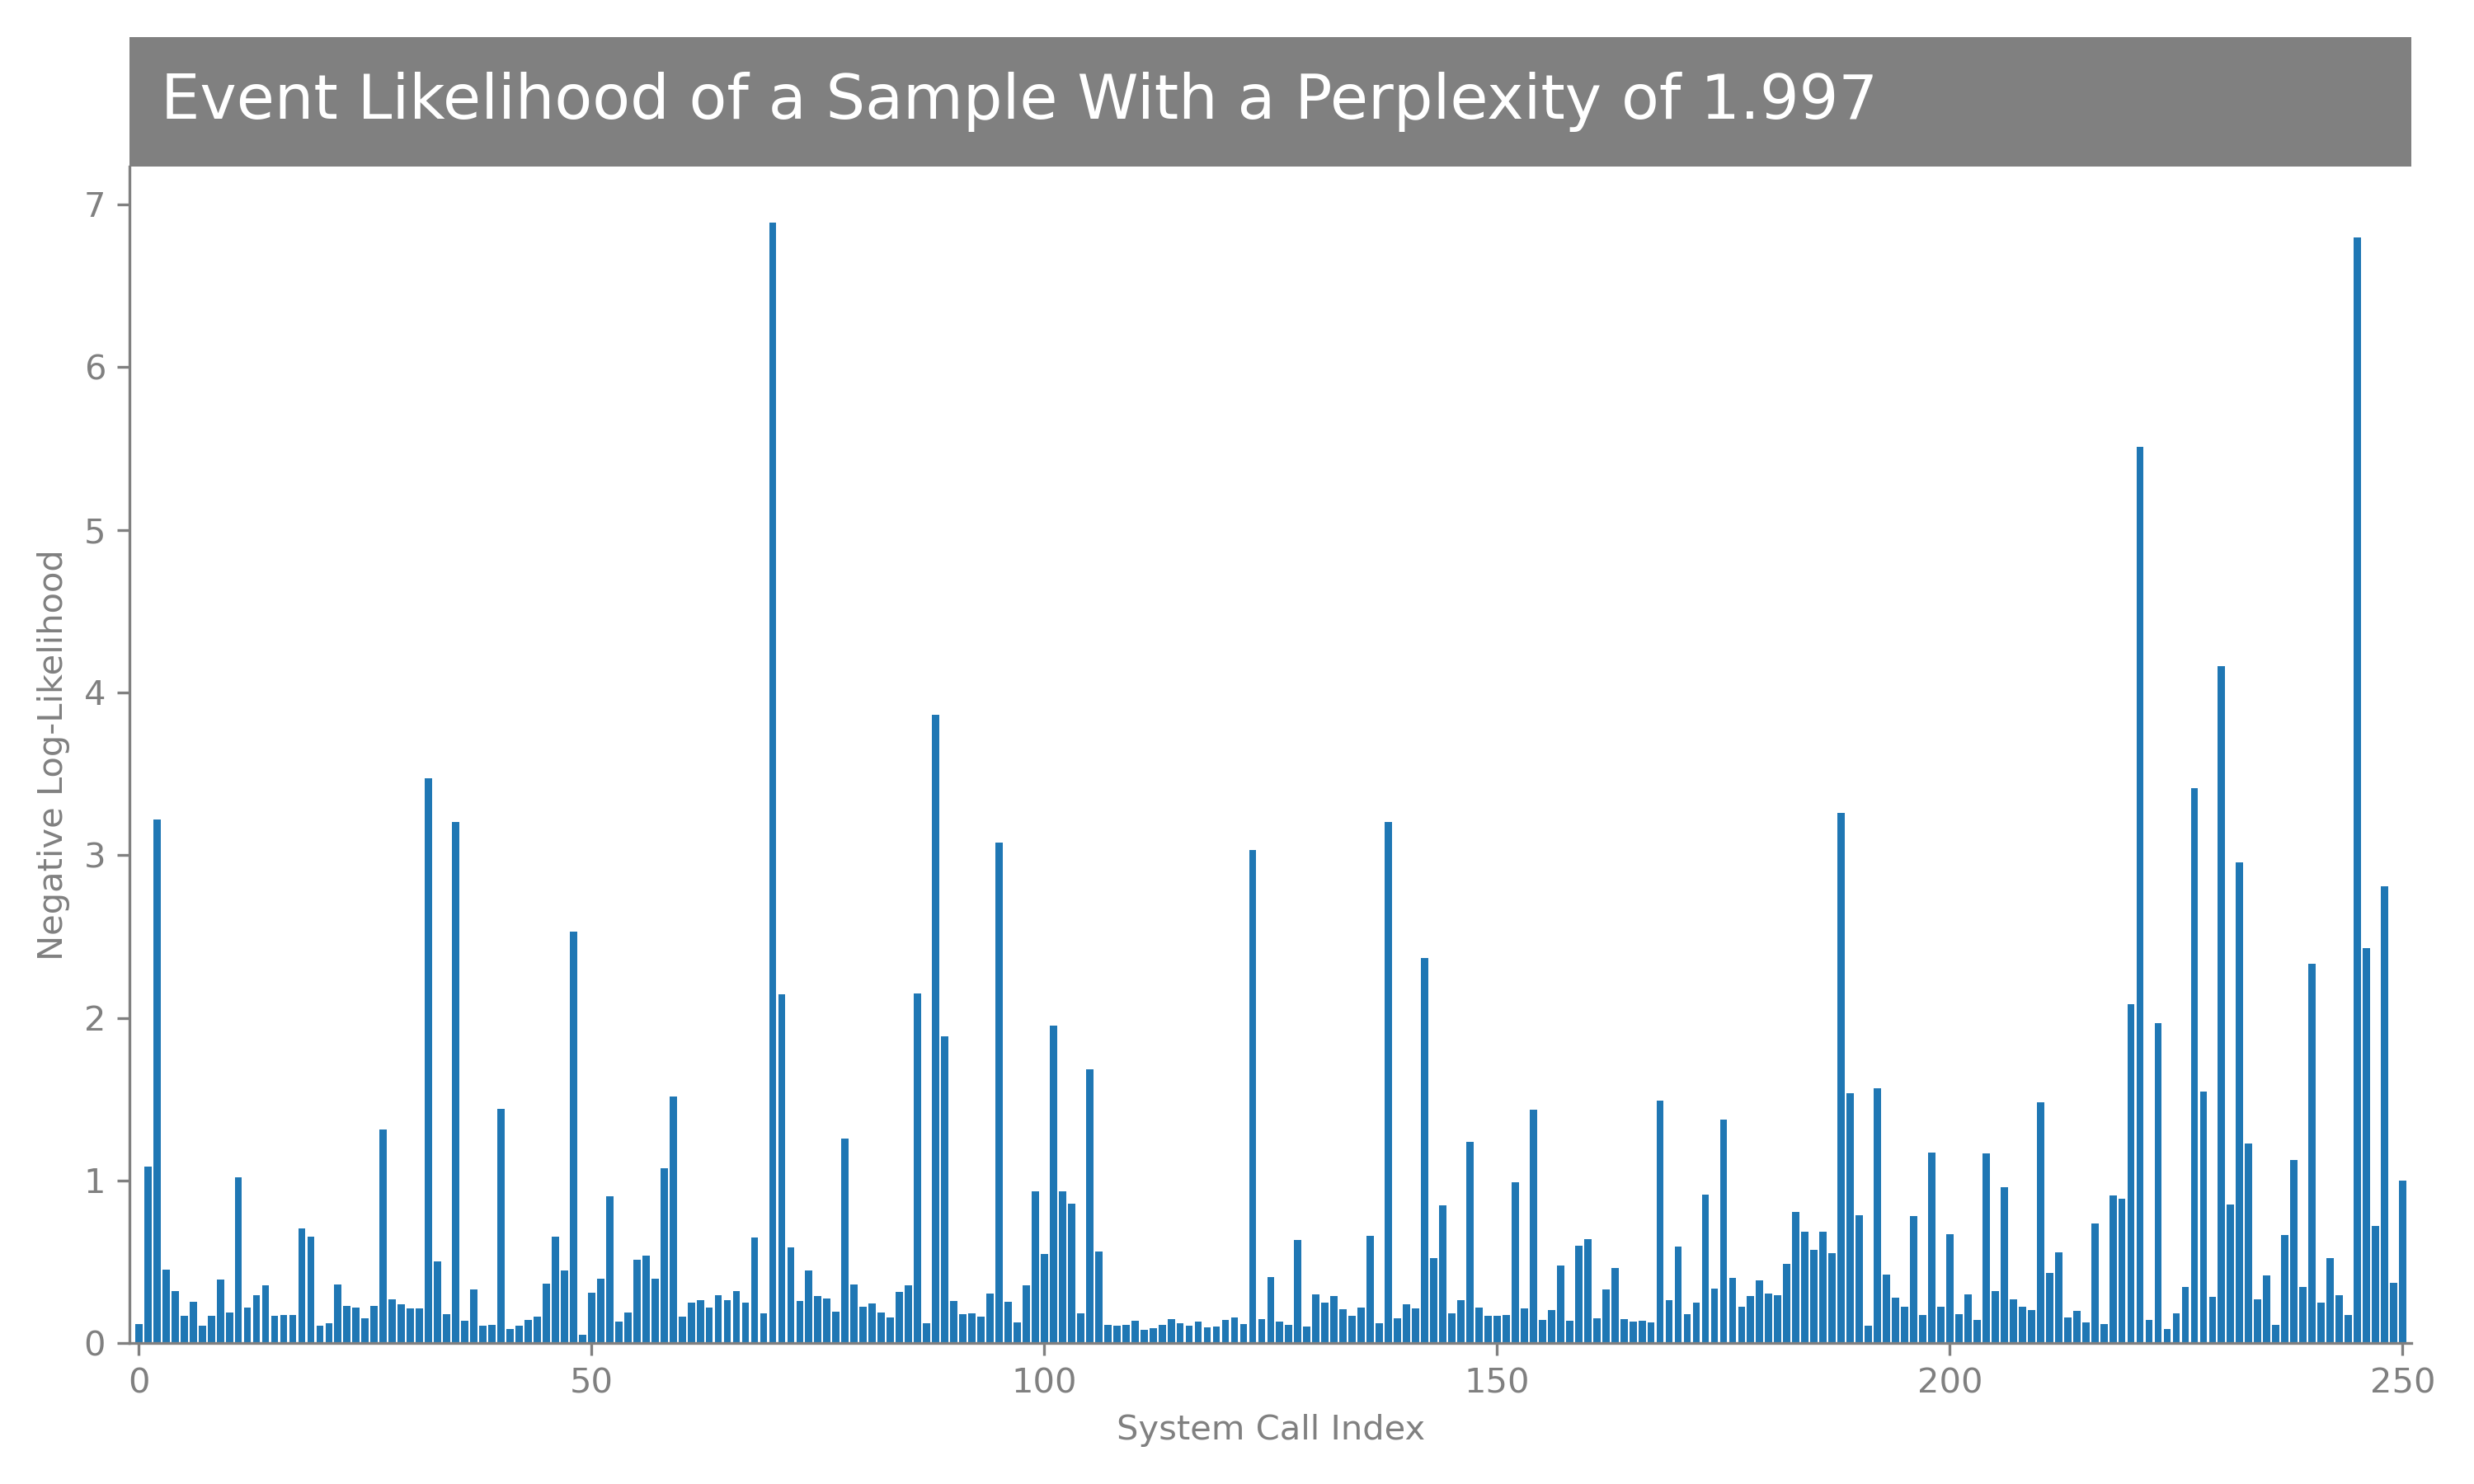 Event Likelihood of a Sample With a Perplexity of 1.997
7
6
5
4
3
2
1
0
Negative Log-Likelihood
0 50 100 150 200 250
System Call Index